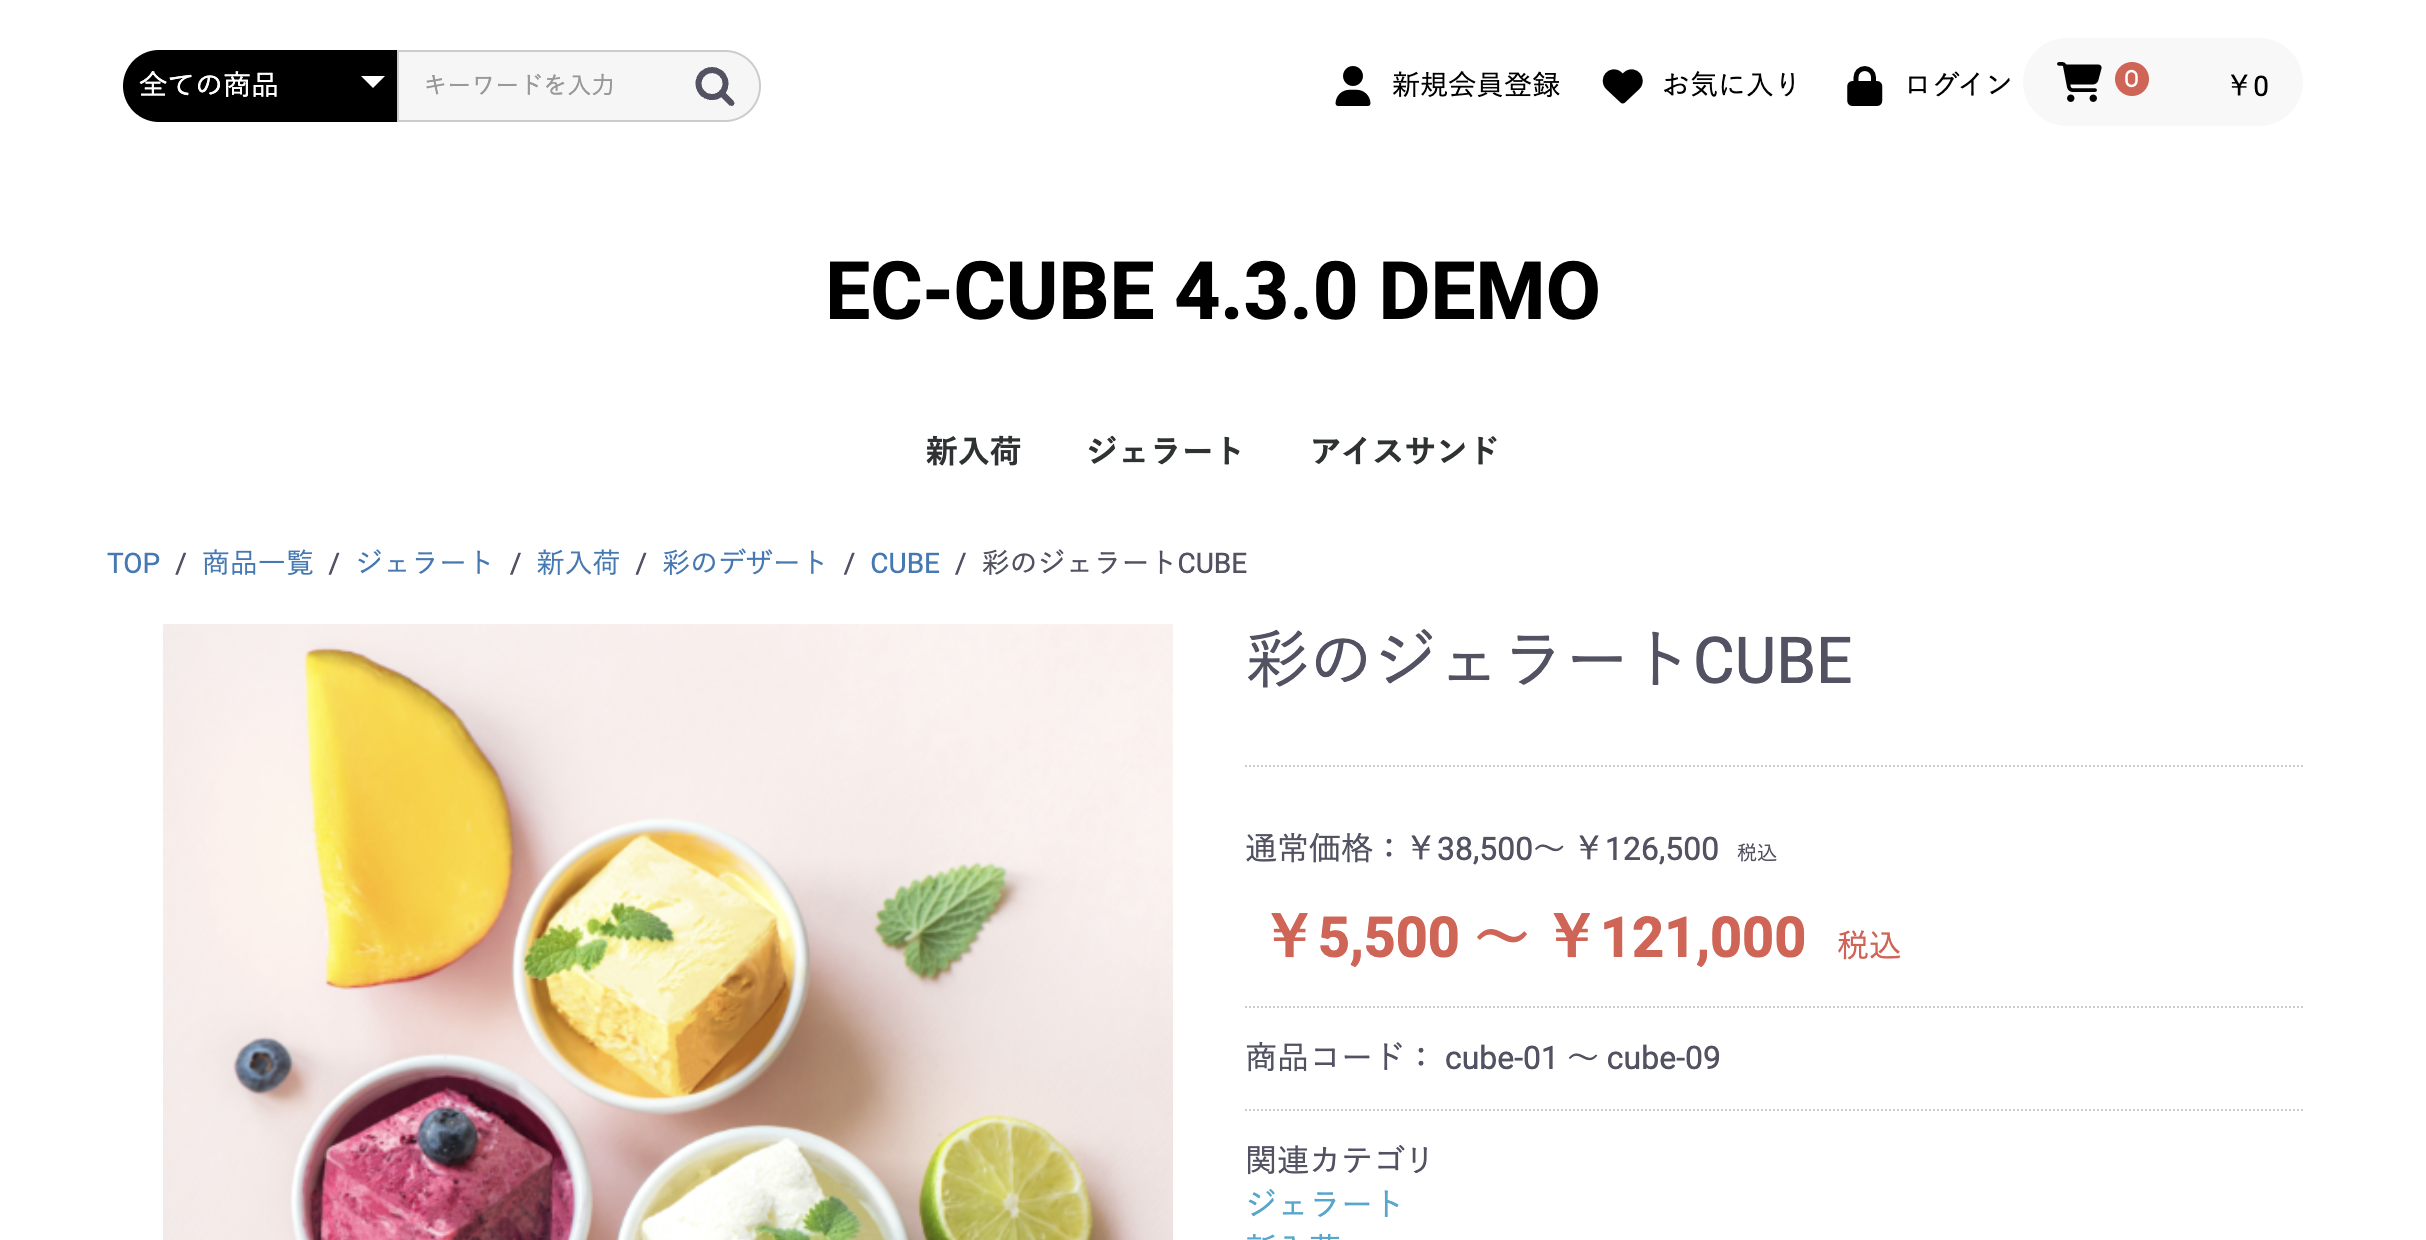 全ての商品 キーワードを入力 新規会員登録 お気に入り ログイン 0 ￥0
EC-CUBE 4.3.0 DEMO
新入荷 ジェラート アイスサンド
TOP / 商品一覧 / ジェラート / 新入荷 / 彩のデザート / CUBE / 彩のジェラートCUBE
彩のジェラートCUBE
通常価格：￥38,500～ ￥126,500 税込
￥5,500 ～ ￥121,000 税込
商品コード： cube-01 ～ cube-09
関連カテゴリ
ジェラート